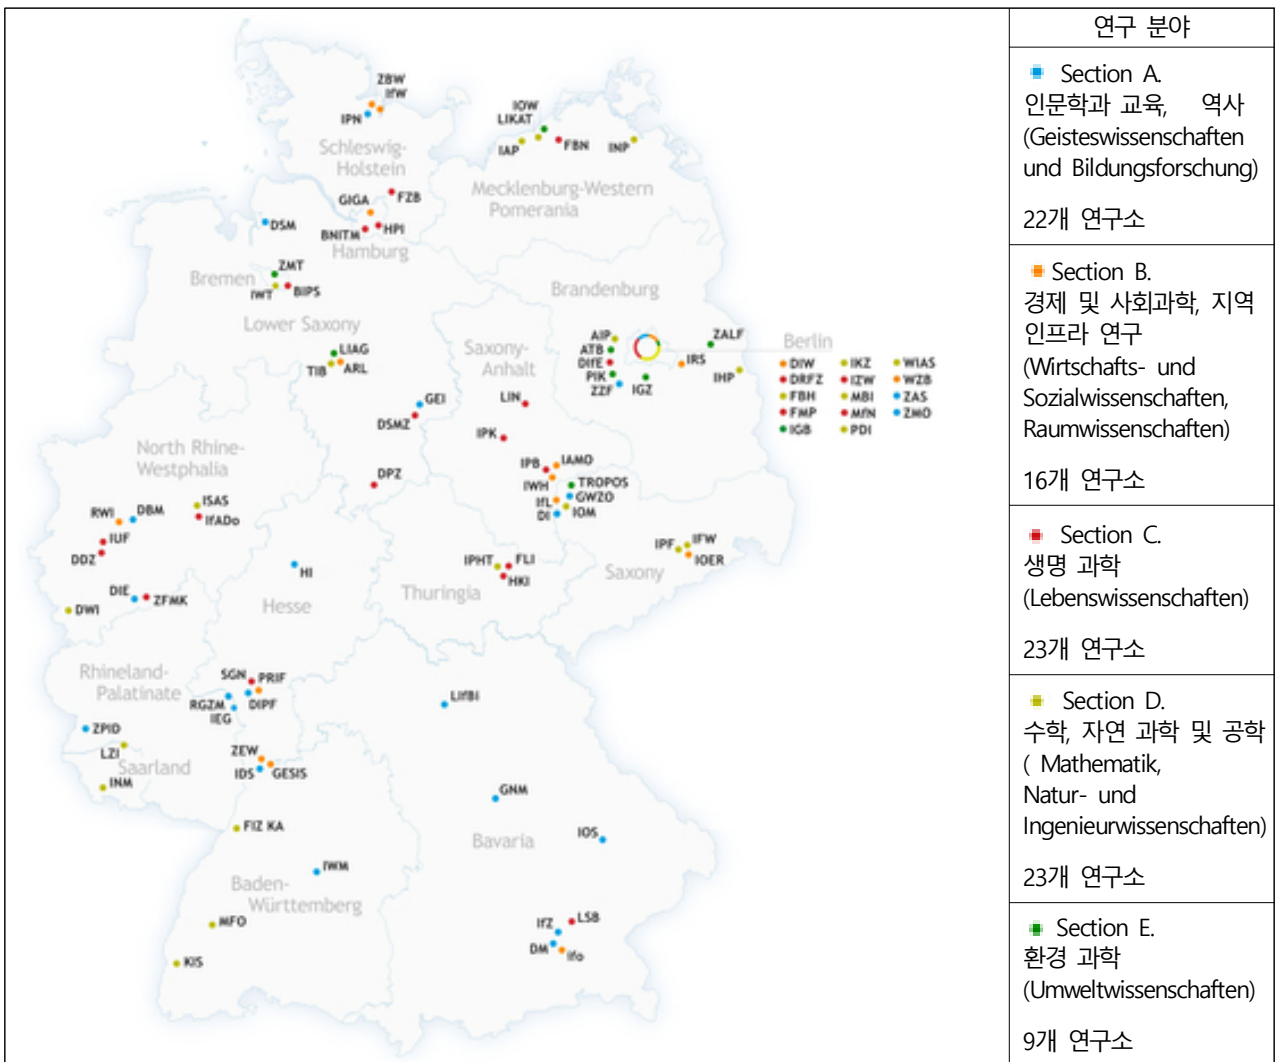 ZBW
IfW
IPN
Schleswig-
Holstein
IOW
LIKAT
IAP
FBN
INP
Mecklenburg-Western
Pomerania
GIGA
FZB
BNITM
HPI
Hamburg
DSM
ZMT
Bremen
IWT
BIPS
Lower Saxony
LIAG
TIB
ARL
Brandenburg
AIP
ATB
DIfE
PIK
ZZF
IGZ
ZALF
IRS
IHP
Berlin
DIW
IKZ
WIAS
DRFZ
IZW
WZB
FBH
MBI
ZAS
FMP
MfN
ZMO
IGB
PDI
Saxony-
Anhalt
LIN
IPK
GEI
DSMZ
DPZ
North Rhine-
Westphalia
ISAS
IfADo
RWI
DBM
IUF
DDZ
DIE
ZFMK
DWI
IPB
IAMO
IWH
TROPOS
IfL
GWZO
DI
IOM
IPF
IFW
IOER
Saxony
IPHT
FLI
HKI
Thuringia
HI
Hesse
Rhineland-
Palatinate
SGN
PRIF
RGZM
DIPF
IEG
ZPID
LZI
Saarland
INM
ZEW
IDS
GESIS
LIfBI
GNM
IOS
Bavaria
FIZ KA
IWM
Baden-
Württemberg
MFO
KIS
IfZ
LSB
DM
Ifo
연구 분야
Section A.
인문학과 교육, 역사
(Geisteswissenschaften
und Bildungsforschung)
22개 연구소
Section B.
경제 및 사회과학, 지역
인프라 연구
(Wirtschafts- und
Sozialwissenschaften,
Raumwissenschaften)
16개 연구소
Section C.
생명 과학
(Lebenswissenschaften)
23개 연구소
Section D.
수학, 자연 과학 및 공학
( Mathematik,
Natur- und
Ingenieurwissenschaften)
23개 연구소
Section E.
환경 과학
(Umweltwissenschaften)
9개 연구소